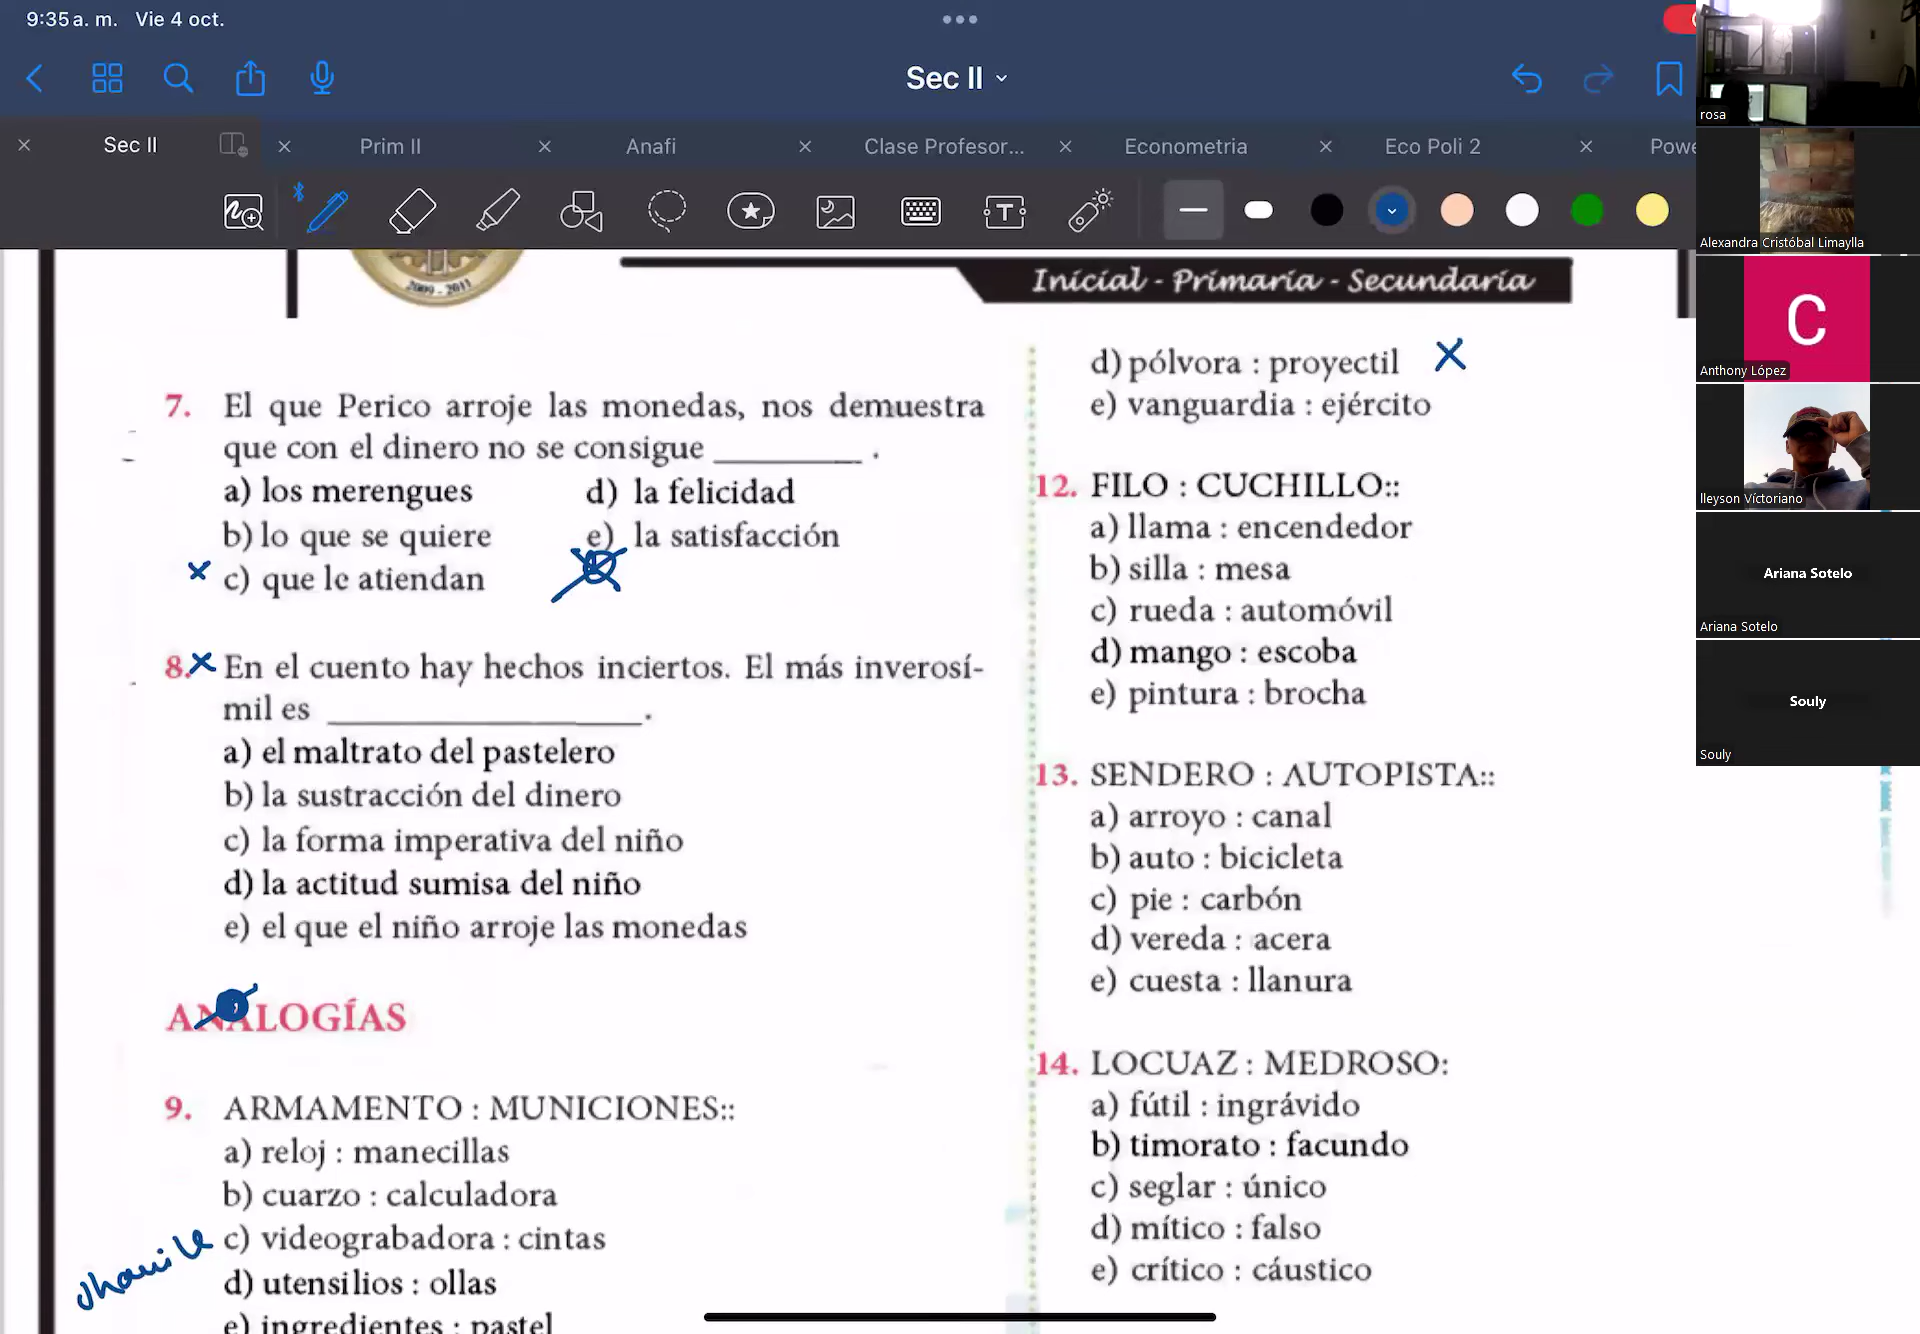 9:35 a. m. Vie 4 oct.
Sec II
Sec II
Prim II
Anafi
Clase Profesor...
Econometria
Eco Poli 2
Powe
2009 - 2011
Inicial - Primaria - Secundaria
7. El que Perico arroje las monedas, nos demuestra
que con el dinero no se consigue __________ .
a) los merengues
d) la felicidad
b) lo que se quiere
e) la satisfacción
c) que le atiendan
8. En el cuento hay hechos inciertos. El más inverosí-
mil es ____________________.
a) el maltrato del pastelero
b) la sustracción del dinero
c) la forma imperativa del niño
d) la actitud sumisa del niño
e) el que el niño arroje las monedas
ANALOGÍAS
9. ARMAMENTO : MUNICIONES::
a) reloj : manecillas
b) cuarzo : calculadora
c) videograbadora : cintas
d) utensilios : ollas
e) ingredientes : pastel
d) pólvora : proyectil
e) vanguardia : ejército
12. FILO : CUCHILLO::
a) llama : encendedor
b) silla : mesa
c) rueda : automóvil
d) mango : escoba
e) pintura : brocha
13. SENDERO : AUTOPISTA::
a) arroyo : canal
b) auto : bicicleta
c) pie : carbón
d) vereda : acera
e) cuesta : llanura
14. LOCUAZ : MEDROSO:
a) fútil : ingrávido
b) timorato : facundo
c) seglar : único
d) mítico : falso
e) crítico : cáustico
rosa
Alexandra Cristóbal Limaylla
C
Anthony López
lleyson Víctoriano
Ariana Sotelo
Ariana Sotelo
Souly
Souly